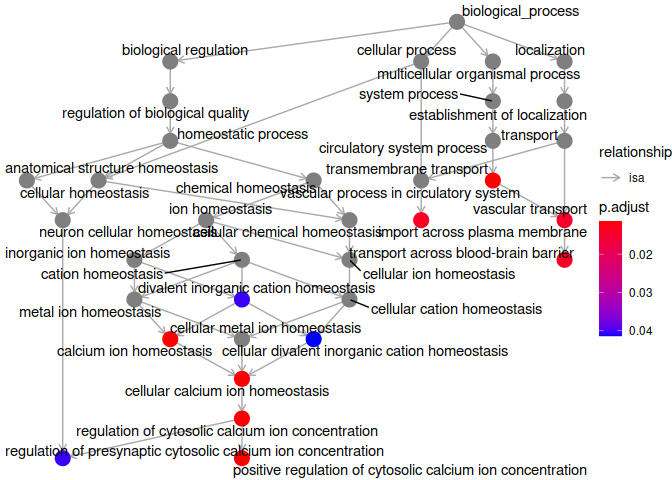 biological_process
biological regulation
cellular process
localization
multicellular organismal process
system process
regulation of biological quality
establishment of localization
homeostatic process
transport
circulatory system process
relationship
isa
anatomical structure homeostasis
transmembrane transport
cellular homeostasis
chemical homeostasis
vascular process in circulatory system
ion homeostasis
vascular transport
p.adjust
neuron cellular homeostasis
cellular chemical homeostasis
import across plasma membrane
0.02
0.03
0.04
inorganic ion homeostasis
transport across blood-brain barrier
cation homeostasis
cellular ion homeostasis
divalent inorganic cation homeostasis
metal ion homeostasis
cellular cation homeostasis
cellular metal ion homeostasis
calcium ion homeostasis
cellular divalent inorganic cation homeostasis
cellular calcium ion homeostasis
regulation of cytosolic calcium ion concentration
regulation of presynaptic cytosolic calcium ion concentration
positive regulation of cytosolic calcium ion concentration